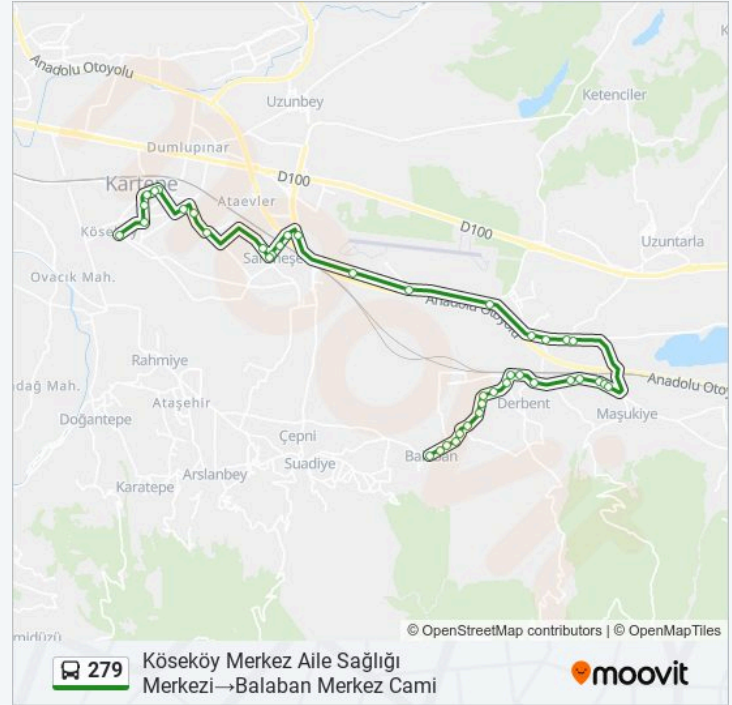 Anadolu Otoyolu
Uzunbey
Ketenciler
Dumlupınar
D100
Kartepe
Ataevler
D100
Uzuntarla
Ovacık Mah.
Anadolu Otoyolu
Rahmiye
dağ Mah.
Ataşehir
Derbent
Anadolu Oto
Maşukiye
Doğantepe
Çepni
Suadiye
Arslanbey
Karatepe
© OpenStreetMap contributors | © OpenMapTiles
279
Köseköy Merkez Aile Sağlığı
Merkezi→Balaban Merkez Cami
moovit